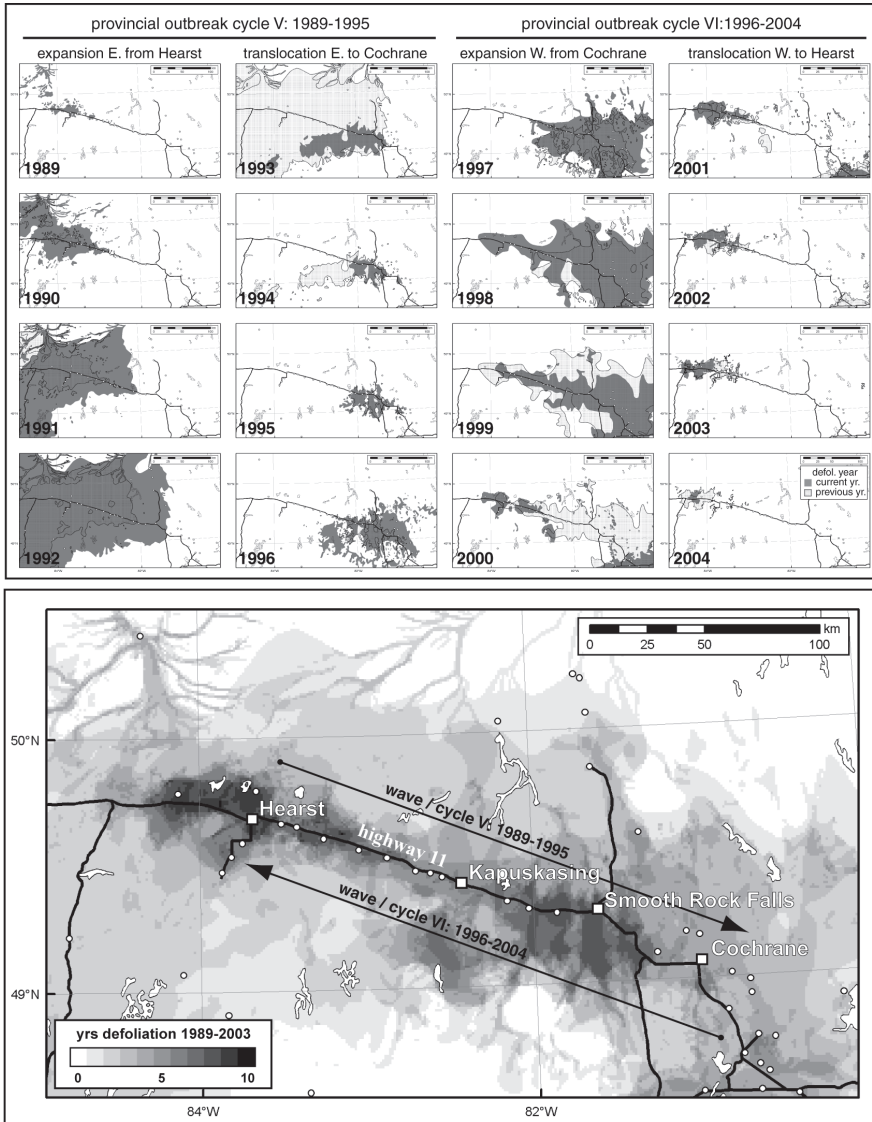 provincial outbreak cycle V: 1989-1995
provincial outbreak cycle VI:1996-2004
expansion E. from Hearst
translocation E. to Cochrane
expansion W. from Cochrane
translocation W. to Hearst
1989
1993
1997
2001
1990
1994
1998
2002
1991
1995
1999
2003
1992
1996
2000
2004
defol. year
current yr.
previous yr.
km
0 25 50 100
50°N
49°N
84°W
82°W
Hearst
highway 11
Kapuskasing
Smooth Rock Falls
Cochrane
wave / cycle V: 1989-1995
wave / cycle VI: 1996-2004
yrs defoliation 1989-2003
0 5 10